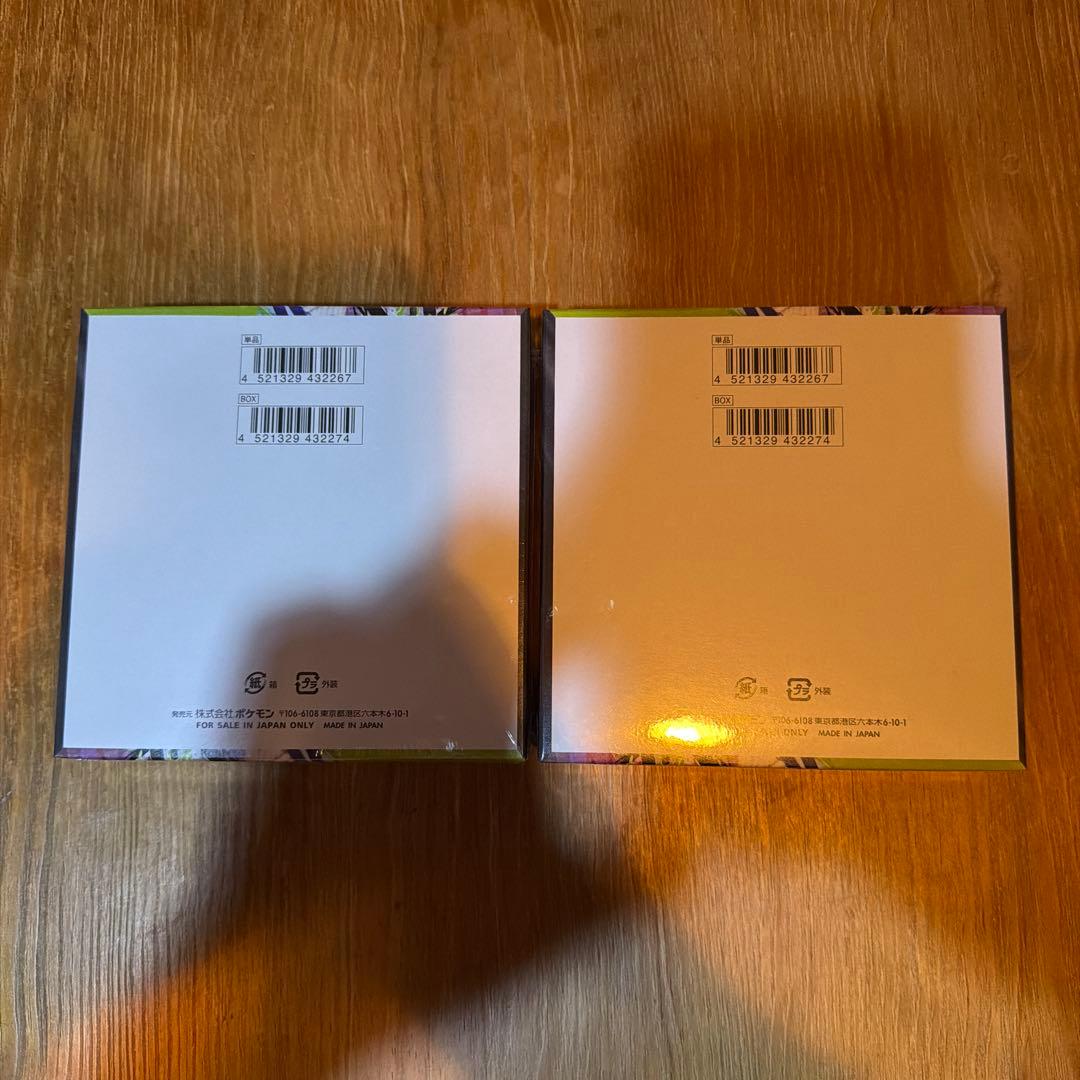 単品
4 521329 432267
BOX
4 521329 432274
紙 箱 プラ 外装
発売元 株式会社ポケモン 〒106-6108 東京都港区六本木6-10-1
FOR SALE IN JAPAN ONLY MADE IN JAPAN
単品
4 521329 432267
BOX
4 521329 432274
紙 箱 プラ 外装
〒106-6108 東京都港区六本木6-10-1
ONLY MADE IN JAPAN